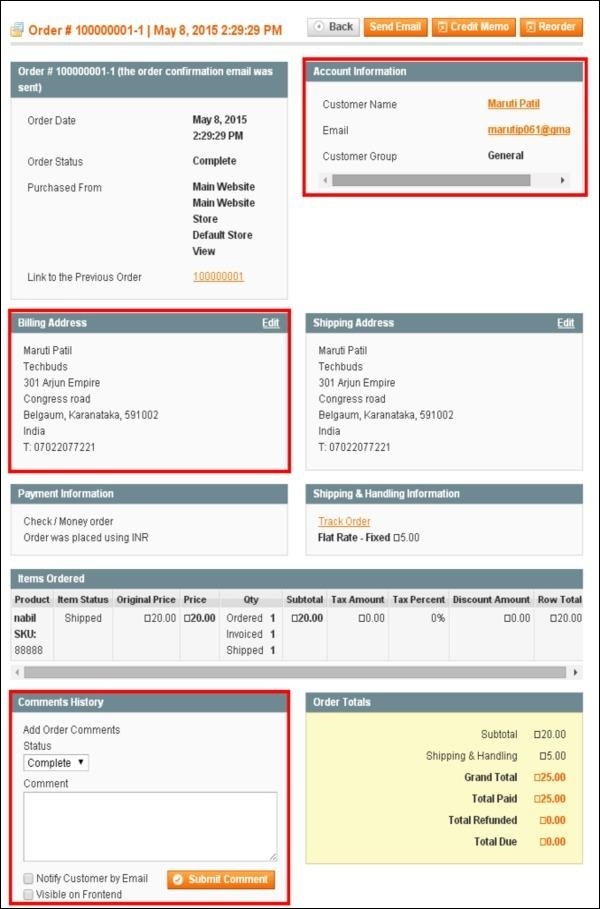 Order # 100000001-1 | May 8, 2015 2:29:29 PM
Back
Send Email
Credit Memo
Reorder
Order # 100000001-1 (the order confirmation email was
sent)
Order Date May 8, 2015
2:29:29 PM
Order Status Complete
Purchased From Main Website
Main Website
Store
Default Store
View
Link to the Previous Order 100000001
Account Information
Customer Name Maruti Patil
Email marutip061@gma
Customer Group General
Billing Address Edit
Maruti Patil
Techbuds
301 Arjun Empire
Congress road
Belgaum, Karanataka, 591002
India
T: 07022077221
Shipping Address Edit
Maruti Patil
Techbuds
301 Arjun Empire
Congress road
Belgaum, Karanataka, 591002
India
T: 07022077221
Payment Information
Check / Money order
Order was placed using INR
Shipping & Handling Information
Track Order
Flat Rate - Fixed □5.00
Items Ordered
Product Item Status Original Price Price Qty Subtotal Tax Amount Tax Percent Discount Amount Row Total
nabil Shipped □20.00 □20.00 Ordered 1 □20.00 □0.00 0% □0.00 □20.00
SKU: Invoiced 1
88888 Shipped 1
Comments History
Add Order Comments
Status
Complete
Comment
Notify Customer by Email
Visible on Frontend
Submit Comment
Order Totals
Subtotal □20.00
Shipping & Handling □5.00
Grand Total □25.00
Total Paid □25.00
Total Refunded □0.00
Total Due □0.00